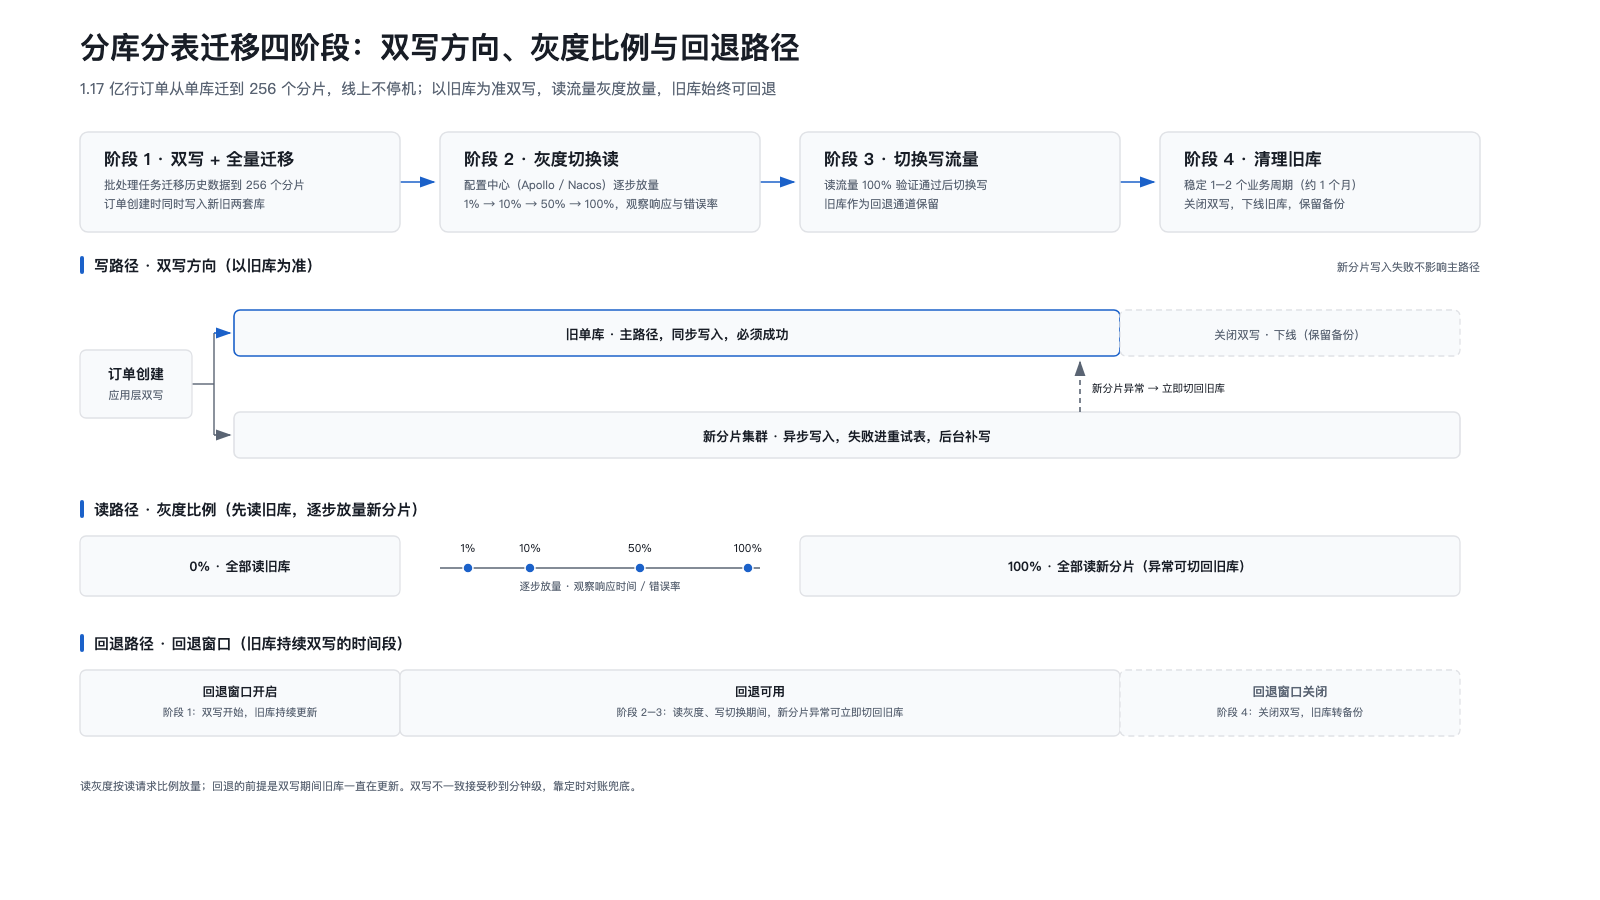 分库分表迁移四阶段：双写方向、灰度比例与回退路径
1.17 亿行订单从单库迁到 256 个分片，线上不停机；以旧库为准双写，读流量灰度放量，旧库始终可回退
阶段 1 · 双写 + 全量迁移
批处理任务迁移历史数据到 256 个分片
订单创建时同时写入新旧两套库
阶段 2 · 灰度切换读
配置中心（Apollo / Nacos）逐步放量
1% → 10% → 50% → 100%，观察响应与错误率
阶段 3 · 切换写流量
读流量 100% 验证通过后切换写
旧库作为回退通道保留
阶段 4 · 清理旧库
稳定 1–2 个业务周期（约 1 个月）
关闭双写，下线旧库，保留备份
写路径 · 双写方向（以旧库为准）
新分片写入失败不影响主路径
旧单库 · 主路径，同步写入，必须成功
关闭双写 · 下线（保留备份）
订单创建
应用层双写
新分片异常 → 立即切回旧库
新分片集群 · 异步写入，失败进重试表，后台补写
读路径 · 灰度比例（先读旧库，逐步放量新分片）
0% · 全部读旧库
1%
10%
50%
100%
逐步放量 · 观察响应时间 / 错误率
100% · 全部读新分片（异常可切回旧库）
回退路径 · 回退窗口（旧库持续双写的时间段）
回退窗口开启
阶段 1：双写开始，旧库持续更新
回退可用
阶段 2–3：读灰度、写切换期间，新分片异常可立即切回旧库
回退窗口关闭
阶段 4：关闭双写，旧库转备份
读灰度按读请求比例放量；回退的前提是双写期间旧库一直在更新。双写不一致接受秒到分钟级，靠定时对账兜底。